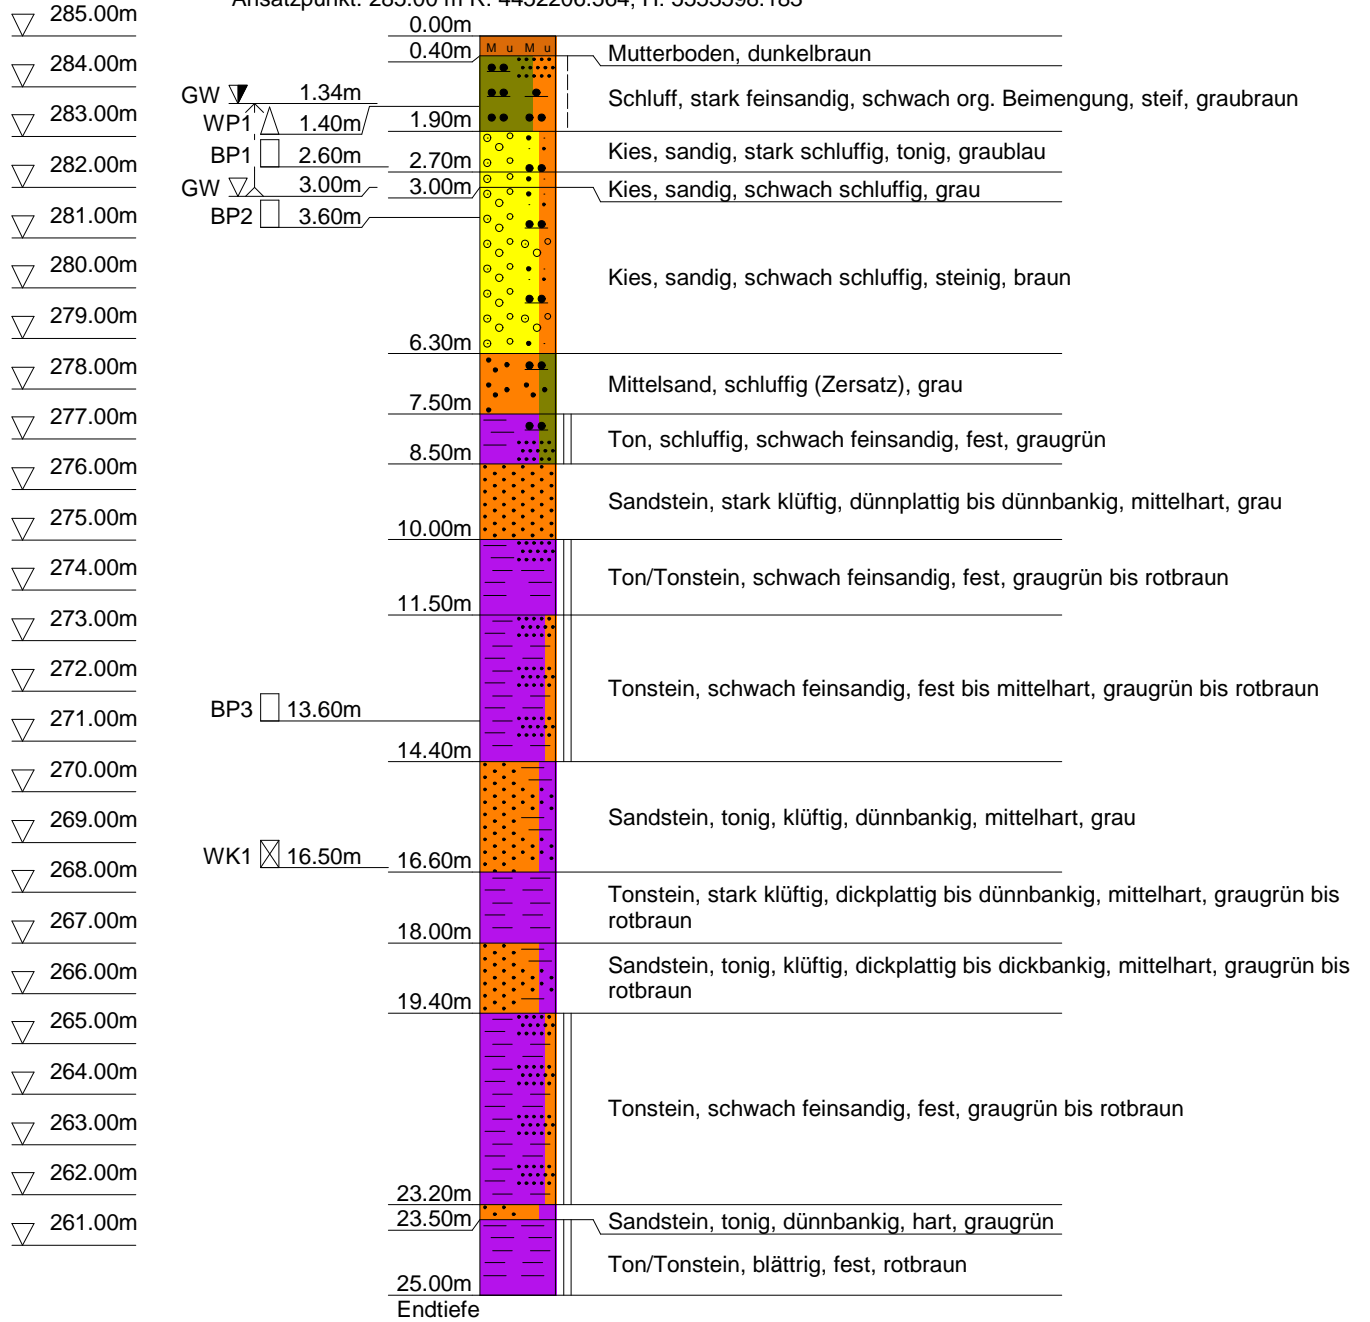 285.00m
0.00m
M u M u
0.40m
Mutterboden, dunkelbraun
284.00m
GW 1.34m
Schluff, stark feinsandig, schwach org. Beimengung, steif, graubraun
283.00m
WP1 1.40m
1.90m
BP1 2.60m
2.70m
Kies, sandig, stark schluffig, tonig, graublau
282.00m
GW 3.00m
3.00m
Kies, sandig, schwach schluffig, grau
281.00m
BP2 3.60m
280.00m
Kies, sandig, schwach schluffig, steinig, braun
279.00m
6.30m
278.00m
Mittelsand, schluffig (Zersatz), grau
7.50m
277.00m
Ton, schluffig, schwach feinsandig, fest, graugrün
8.50m
276.00m
Sandstein, stark klüftig, dünnplattig bis dünnbankig, mittelhart, grau
275.00m
10.00m
274.00m
Ton/Tonstein, schwach feinsandig, fest, graugrün bis rotbraun
11.50m
273.00m
272.00m
Tonstein, schwach feinsandig, fest bis mittelhart, graugrün bis rotbraun
BP3 13.60m
271.00m
14.40m
270.00m
Sandstein, tonig, klüftig, dünnbankig, mittelhart, grau
269.00m
WK1 16.50m
16.60m
268.00m
Tonstein, stark klüftig, dickplattig bis dünnbankig, mittelhart, graugrün bis
rotbraun
267.00m
18.00m
Sandstein, tonig, klüftig, dickplattig bis dickbankig, mittelhart, graugrün bis
rotbraun
266.00m
19.40m
265.00m
264.00m
Tonstein, schwach feinsandig, fest, graugrün bis rotbraun
263.00m
262.00m
23.20m
261.00m
23.50m
Sandstein, tonig, dünnbankig, hart, graugrün
Ton/Tonstein, blättrig, fest, rotbraun
25.00m
Endtiefe